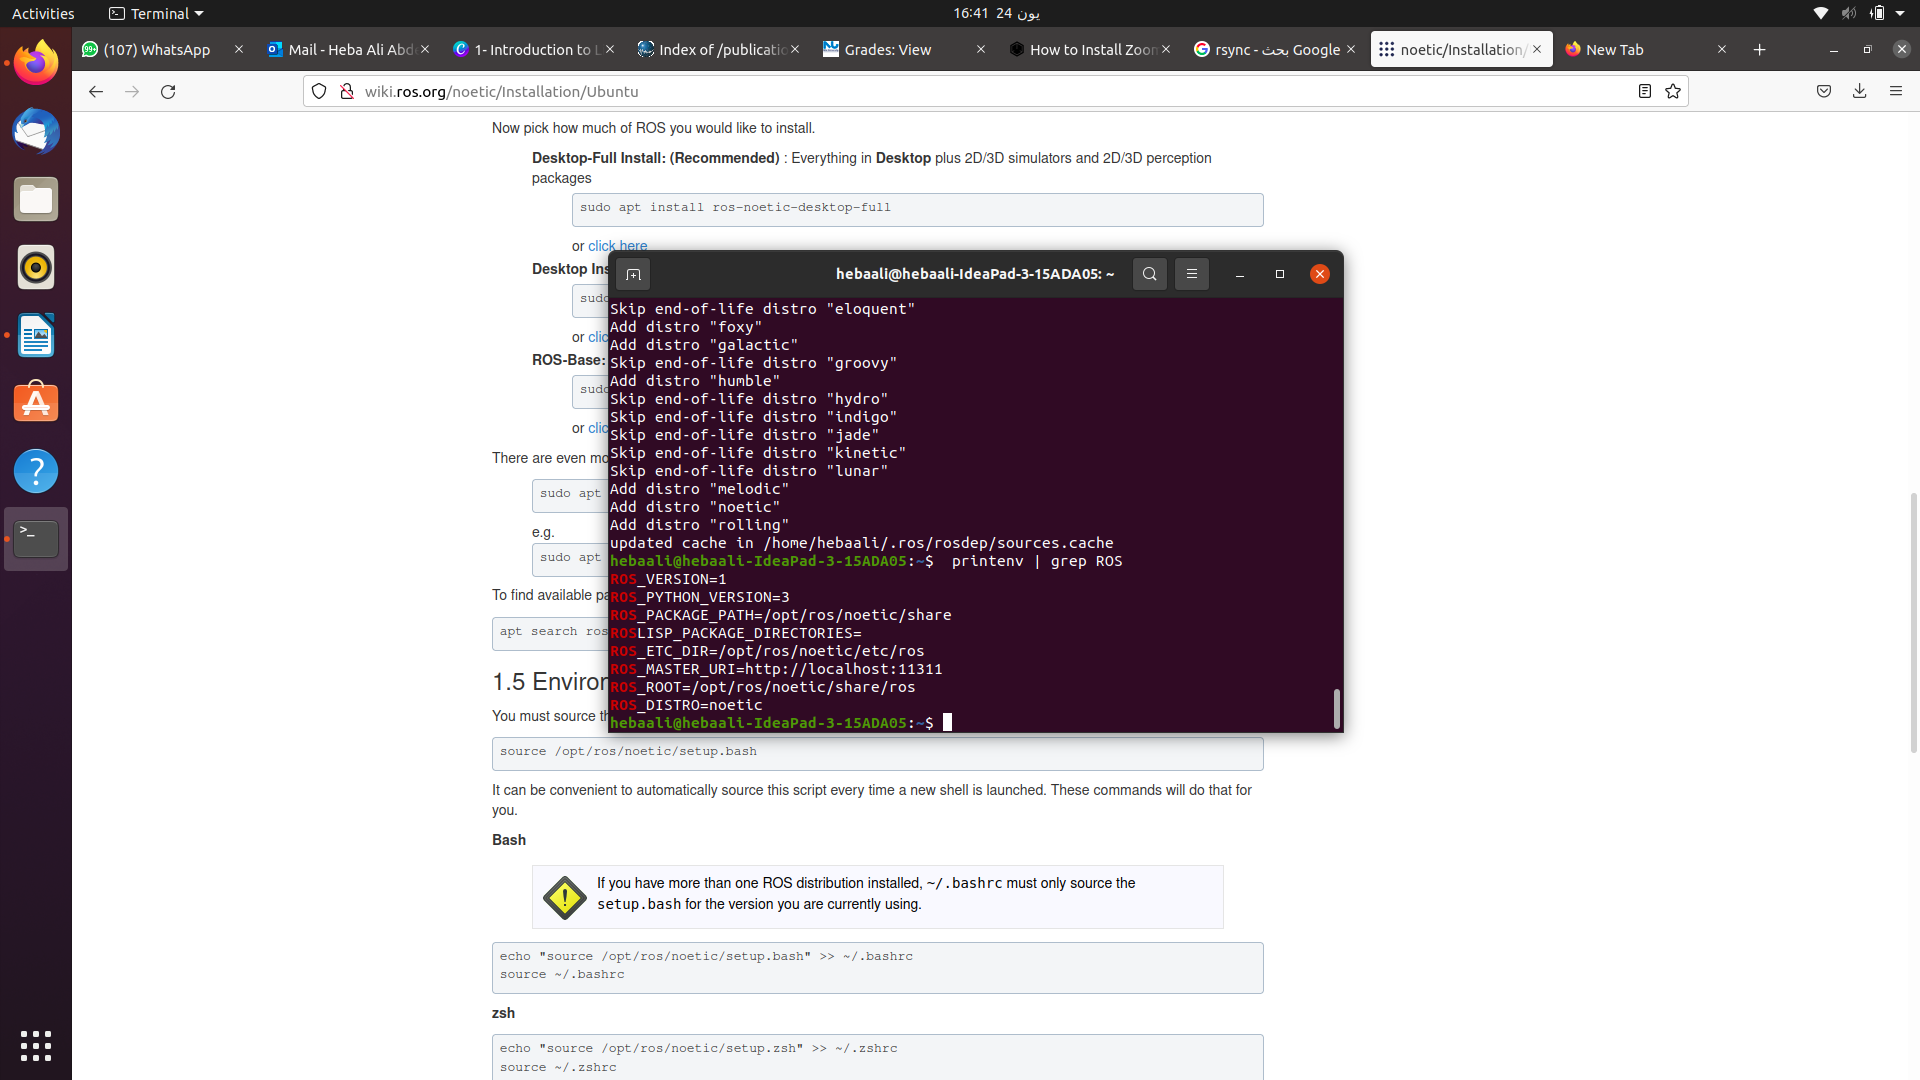 Activities
Terminal
16:41 24 يون
(107) WhatsApp
Mail - Heba Ali Abd
1- Introduction to L
Index of /publicatio
Grades: View
How to Install Zoom
rsync - بحث Google
noetic/Installation/
New Tab
wiki.ros.org/noetic/Installation/Ubuntu
Now pick how much of ROS you would like to install.
Desktop-Full Install: (Recommended) : Everything in Desktop plus 2D/3D simulators and 2D/3D perception
packages
sudo apt install ros-noetic-desktop-full
or click here
Desktop Ins
sudo
or clic
ROS-Base:
sudo
or clic
There are even mo
sudo apt
e.g.
sudo apt
To find available pa
apt search ros
1.5 Environ
You must source th
source /opt/ros/noetic/setup.bash
It can be convenient to automatically source this script every time a new shell is launched. These commands will do that for
you.
Bash
If you have more than one ROS distribution installed, ~/.bashrc must only source the
setup.bash for the version you are currently using.
echo "source /opt/ros/noetic/setup.bash" >> ~/.bashrc
source ~/.bashrc
zsh
echo "source /opt/ros/noetic/setup.zsh" >> ~/.zshrc
source ~/.zshrc
hebaali@hebaali-IdeaPad-3-15ADA05: ~
Skip end-of-life distro "eloquent"
Add distro "foxy"
Add distro "galactic"
Skip end-of-life distro "groovy"
Add distro "humble"
Skip end-of-life distro "hydro"
Skip end-of-life distro "indigo"
Skip end-of-life distro "jade"
Skip end-of-life distro "kinetic"
Skip end-of-life distro "lunar"
Add distro "melodic"
Add distro "noetic"
Add distro "rolling"
updated cache in /home/hebaali/.ros/rosdep/sources.cache
hebaali@hebaali-IdeaPad-3-15ADA05:~$  printenv | grep ROS
ROS_VERSION=1
ROS_PYTHON_VERSION=3
ROS_PACKAGE_PATH=/opt/ros/noetic/share
ROSLISP_PACKAGE_DIRECTORIES=
ROS_ETC_DIR=/opt/ros/noetic/etc/ros
ROS_MASTER_URI=http://localhost:11311
ROS_ROOT=/opt/ros/noetic/share/ros
ROS_DISTRO=noetic
hebaali@hebaali-IdeaPad-3-15ADA05:~$